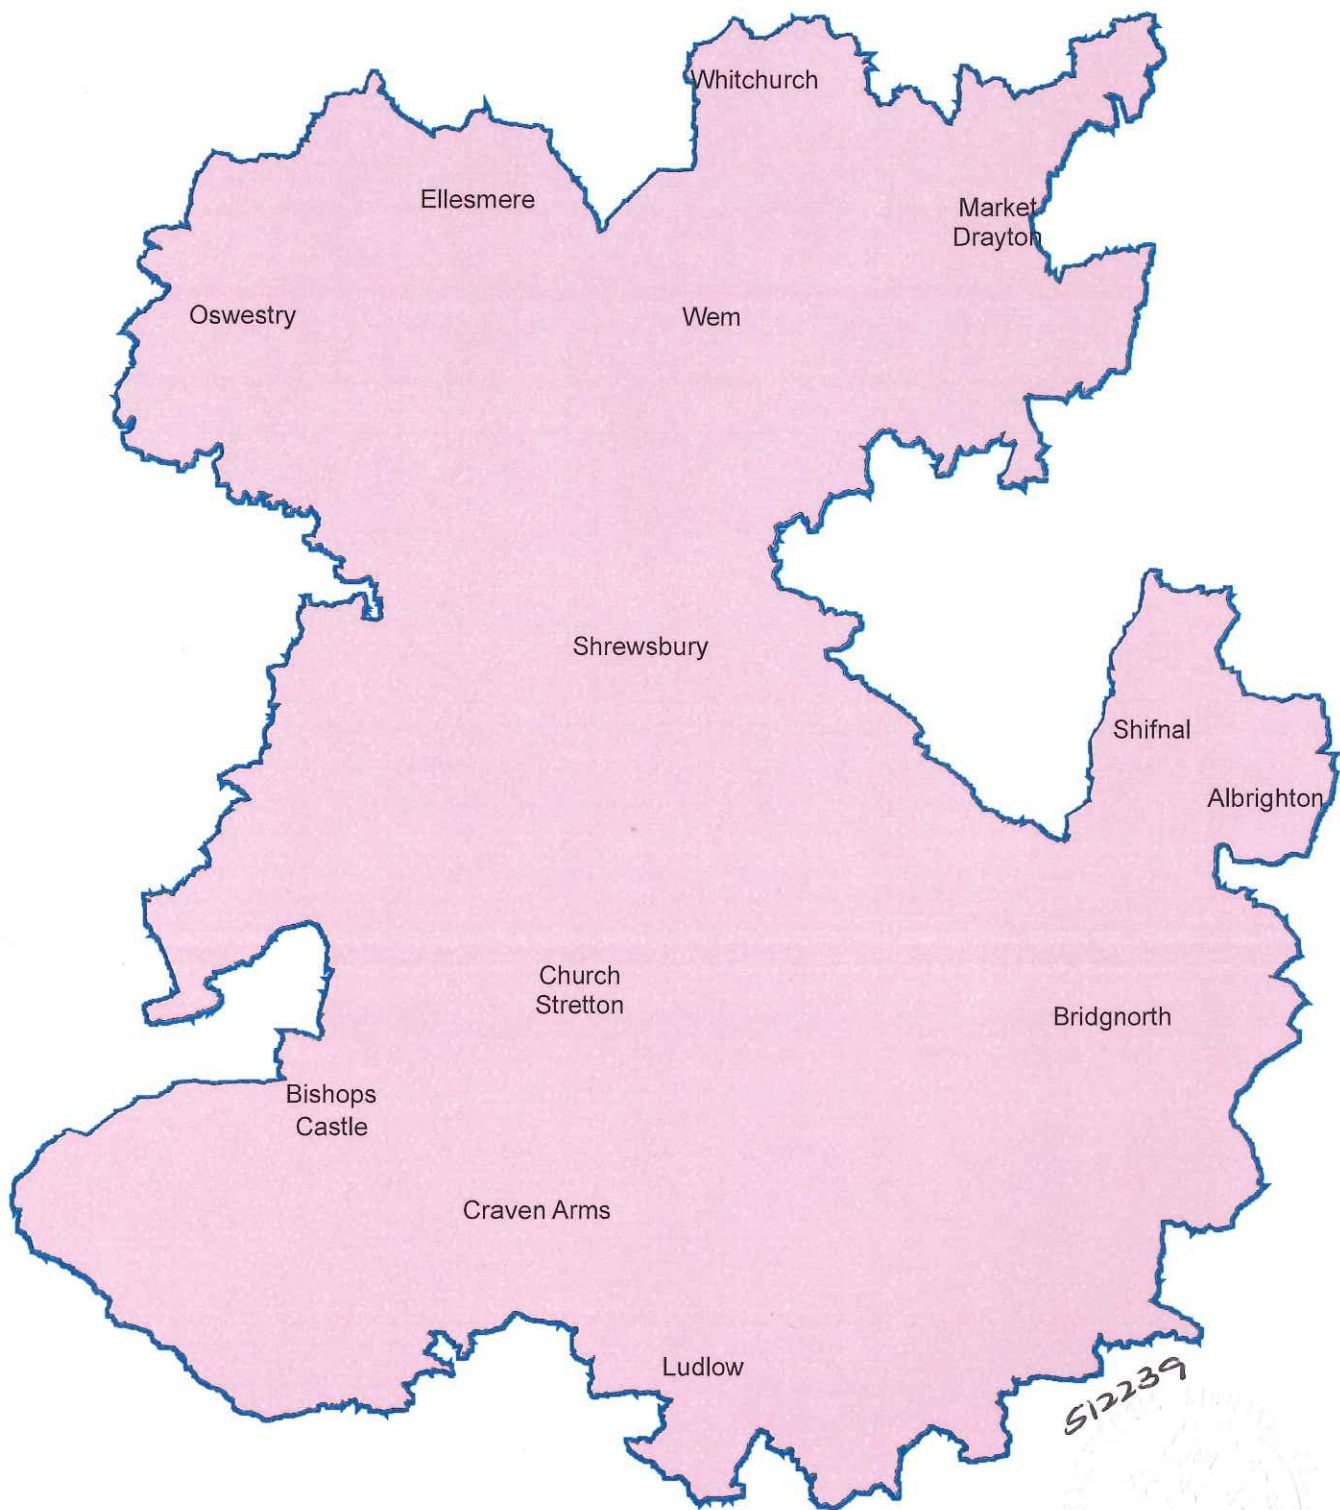 Whitchurch
Ellesmere
Market
Drayton
Oswestry
Wem
Shrewsbury
Shifnal
Albrighton
Church
Stretton
Bridgnorth
Bishops
Castle
Craven Arms
Ludlow
512239